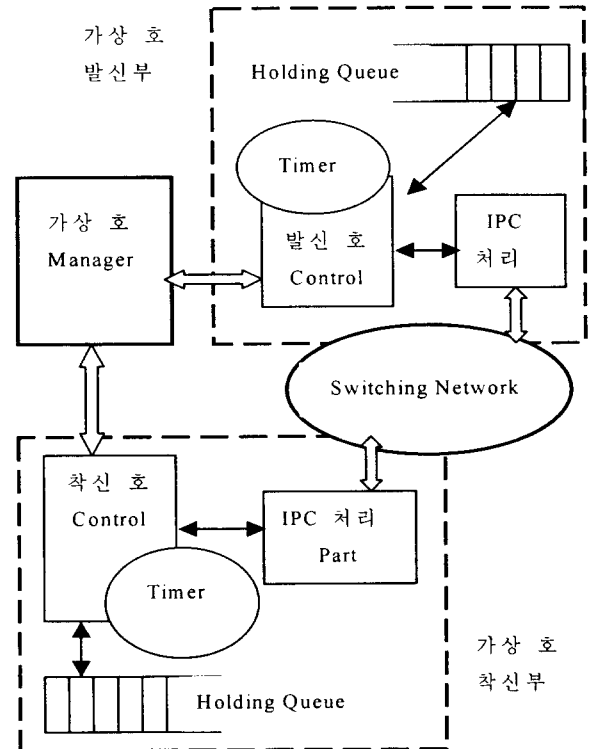 가상 호
발신부
Holding Queue
Timer
가상 호
Manager
발신 호
Control
IPC
처리
Switching Network
착신 호
Control
IPC 처리
Part
Timer
가상 호
착신부
Holding Queue